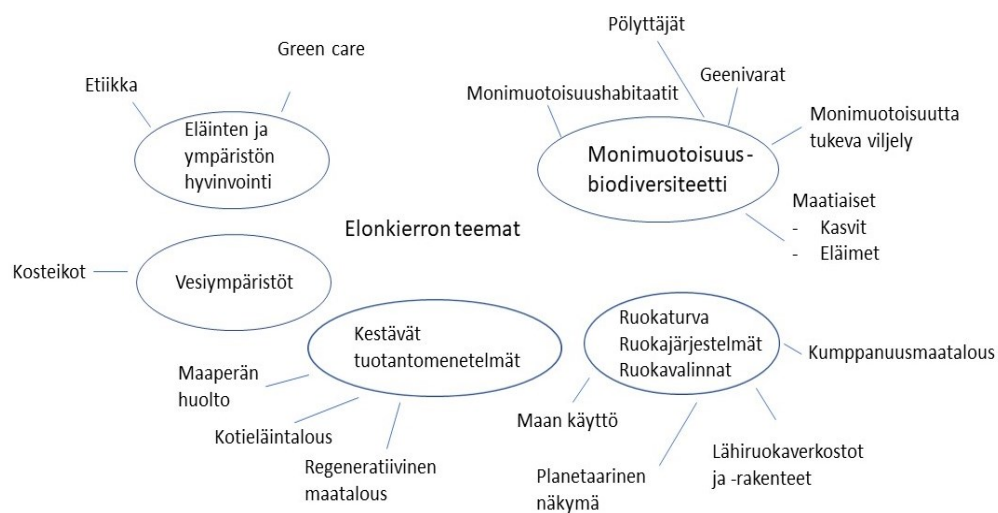 Pölyttäjät
Green care
Geenivarat
Etiikka
Monimuotoisuushabitaatit
Monimuotoisuutta
tukeva viljely
Eläinten ja
ympäristön
hyvinvointi
Monimuotoisuus-
biodiversiteetti
Maatiaiset
- Kasvit
- Eläimet
Elonkierron teemat
Kosteikot
Vesiympäristöt
Kestävät
tuotantomenetelmät
Ruokaturva
Ruokajärjestelmät
Ruokavalinnat
Kumppanuusmaatalous
Maaperän
huolto
Maan käyttö
Kotieläintalous
Lähiruokaverkostot
ja -rakenteet
Regeneratiivinen
maatalous
Planetaarinen
näkymä